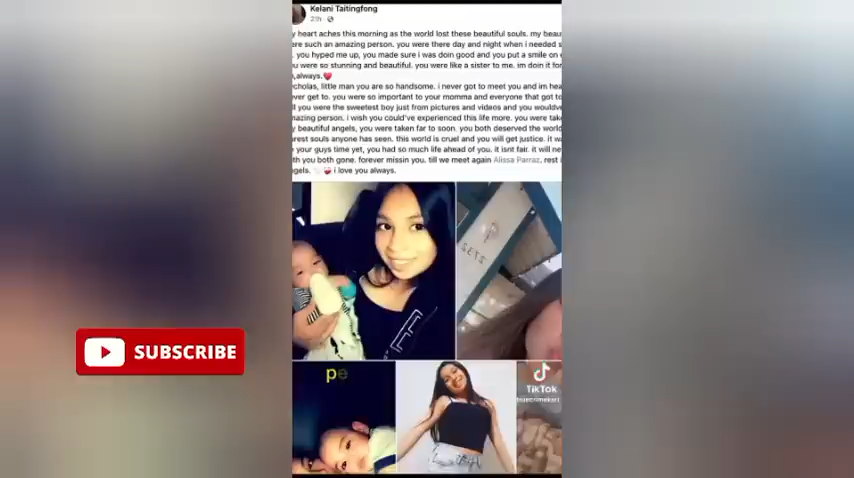 Kelani Taitingfong
21h
heart aches this morning as the world lost these beautiful souls. my beau
are such an amazing person. you were there day and night when i needed s
you hyped me up, you made sure i was doin good and you put a smile on
ou were so stunning and beautiful. you were like a sister to me. im doin it fo
,always.❤️
cholas, little man you are so handsome. i never got to meet you and im hea
ver get to. you were so important to your momma and everyone that got to
ll you were the sweetest boy just from pictures and videos and you wouldve
mazing person. i wish you could've experienced this life more. you were tak
y beautiful angels, you were taken far to soon. you both deserved the world
rest souls anyone has seen. this world is cruel and you will get justice. it wa
your guys time yet, you had so much life ahead of you. it isnt fair. it will ne
th you both gone. forever missin you. till we meet again Alissa Parraz, rest i
ngels. i love you always.
SETS
SUBSCRIBE
pe
TikTok